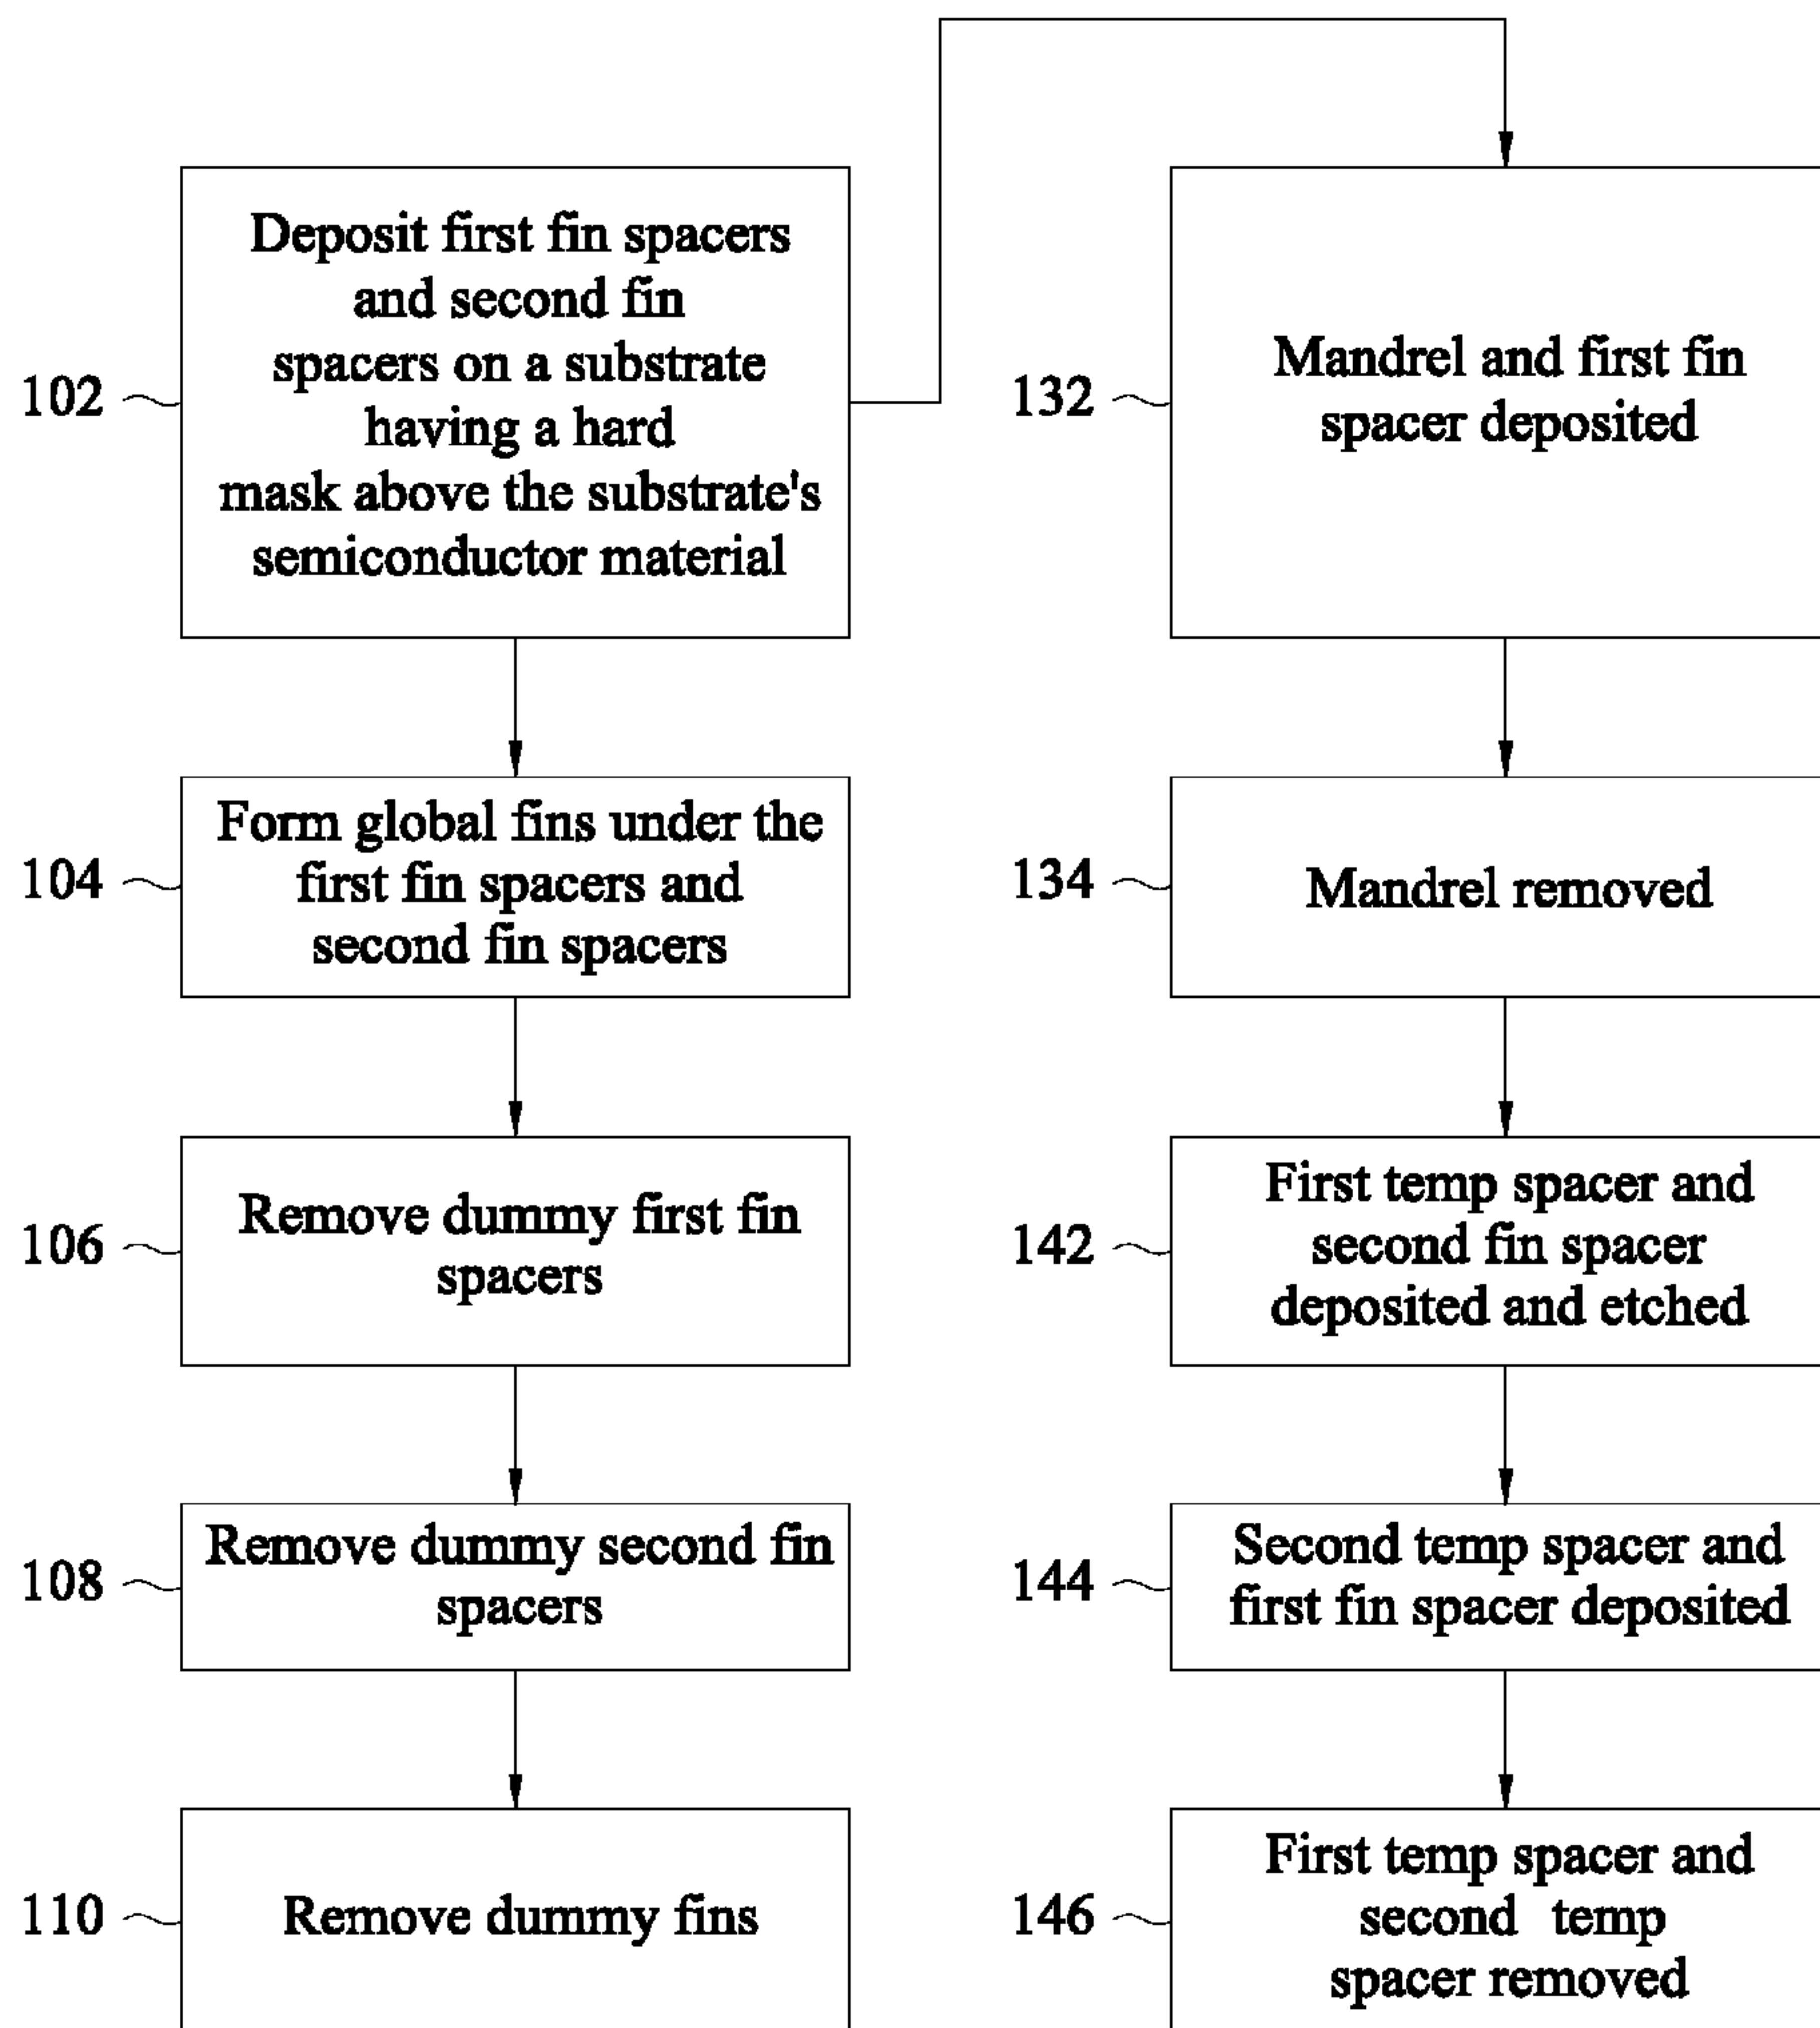 Deposit first fin spacers
and second fin
spacers on a substrate
having a hard
mask above the substrate's
semiconductor material
102
Form global fins under the
first fin spacers and
second fin spacers
104
Remove dummy first fin
spacers
106
Remove dummy second fin
spacers
108
Remove dummy fins
110
Mandrel and first fin
spacer deposited
132
Mandrel removed
134
First temp spacer and
second fin spacer
deposited and etched
142
Second temp spacer and
first fin spacer deposited
144
First temp spacer and
second temp
spacer removed
146